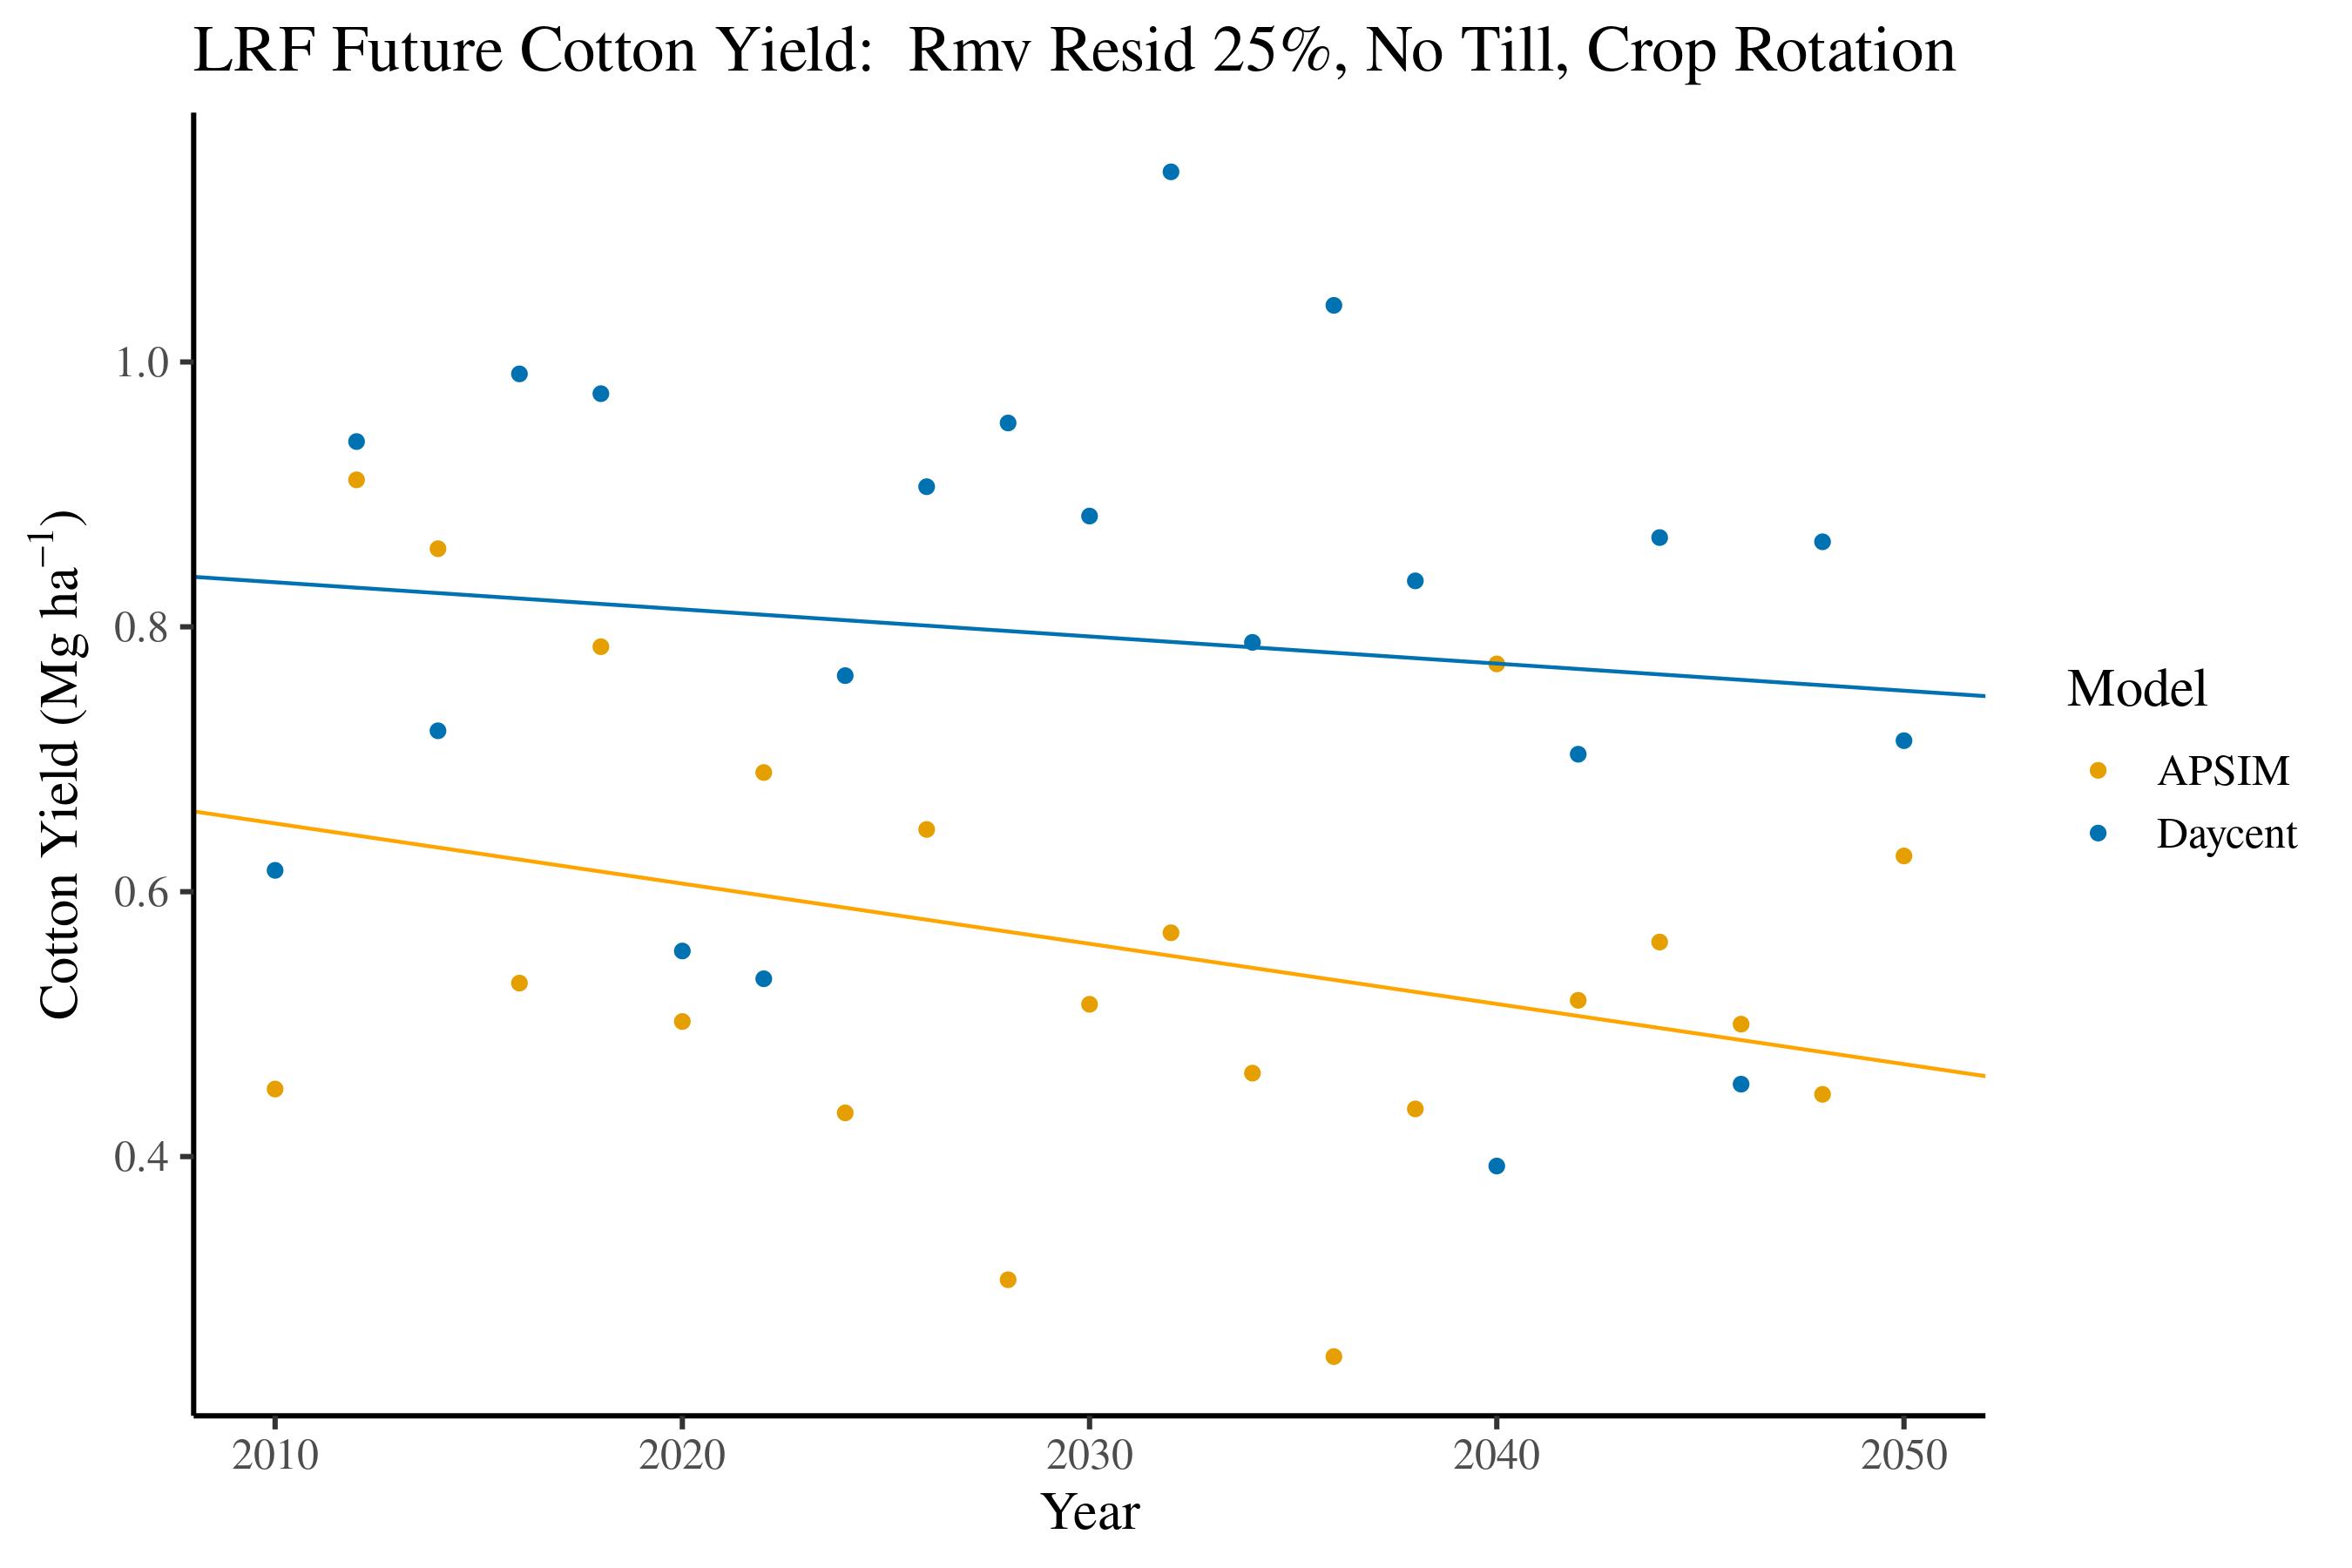 LRF Future Cotton Yield:  Rmv Resid 25%, No Till, Crop Rotation
Cotton Yield (Mg ha⁻¹)
1.0
0.8
0.6
0.4
2010 2020 2030 2040 2050
Year
Model
APSIM
Daycent